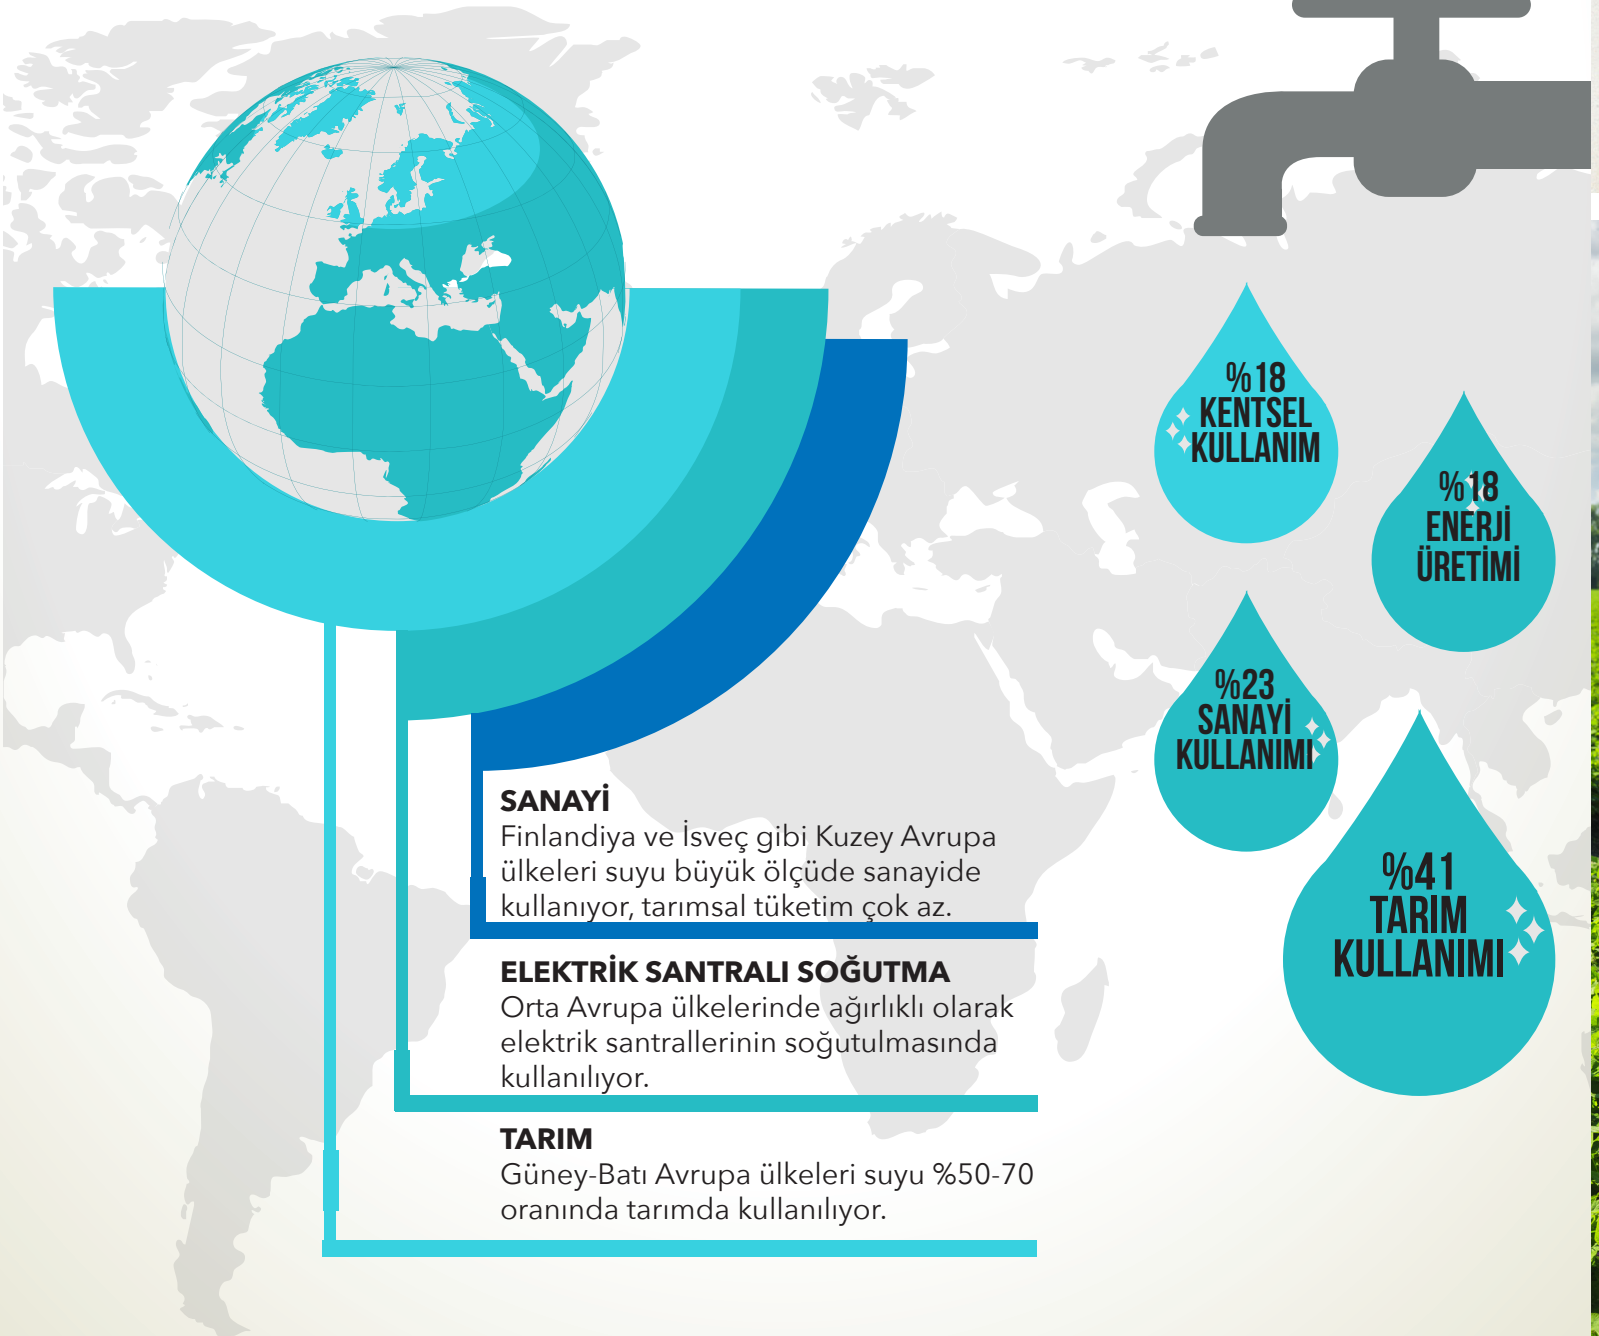 %18
KENTSEL
KULLANIM
%18
ENERJİ
ÜRETİMİ
%23
SANAYİ
KULLANIMI
%41
TARIM
KULLANIMI
SANAYİ
Finlandiya ve İsveç gibi Kuzey Avrupa
ülkeleri suyu büyük ölçüde sanayide
kullanıyor, tarımsal tüketim çok az.
ELEKTRİK SANTRALI SOĞUTMA
Orta Avrupa ülkelerinde ağırlıklı olarak
elektrik santrallerinin soğutulmasında
kullanılıyor.
TARIM
Güney-Batı Avrupa ülkeleri suyu %50-70
oranında tarımda kullanılıyor.